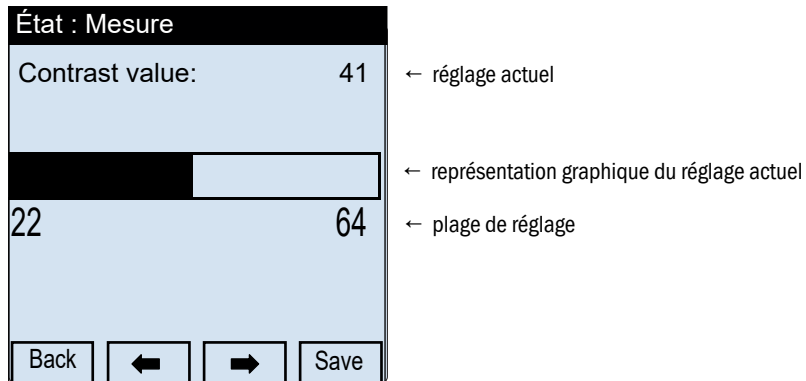 État : Mesure
Contrast value: 41 ← réglage actuel
← représentation graphique du réglage actuel
22 64 ← plage de réglage
Back ← → Save